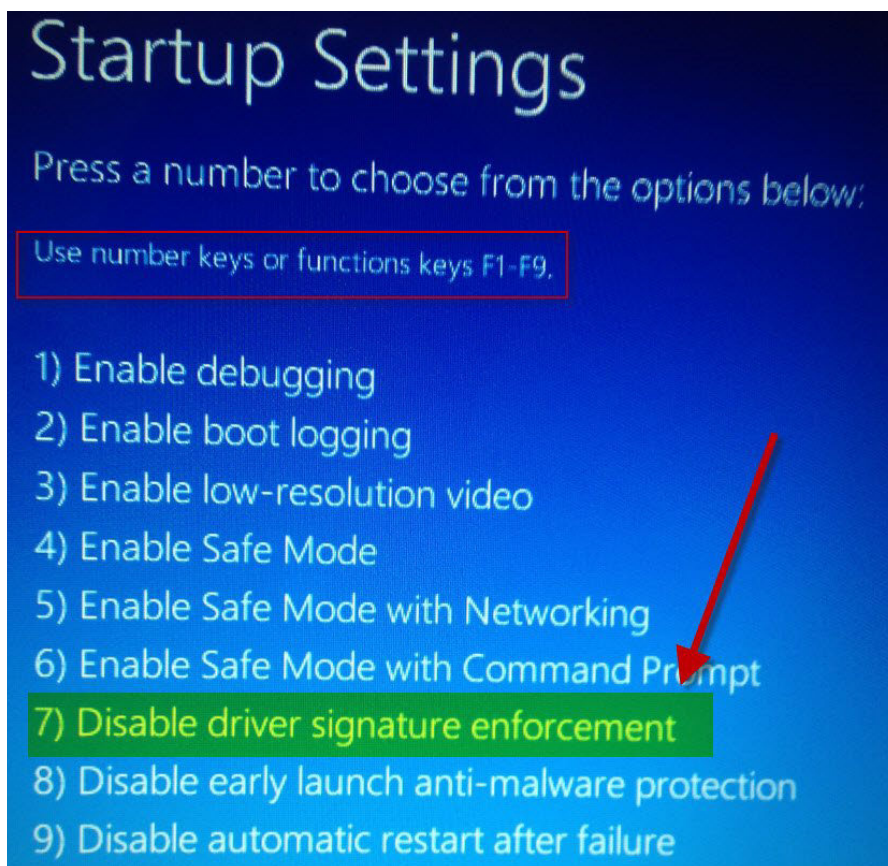 Startup Settings
Press a number to choose from the options below:
Use number keys or functions keys F1-F9.
1) Enable debugging
2) Enable boot logging
3) Enable low-resolution video
4) Enable Safe Mode
5) Enable Safe Mode with Networking
6) Enable Safe Mode with Command Prompt
7) Disable driver signature enforcement
8) Disable early launch anti-malware protection
9) Disable automatic restart after failure